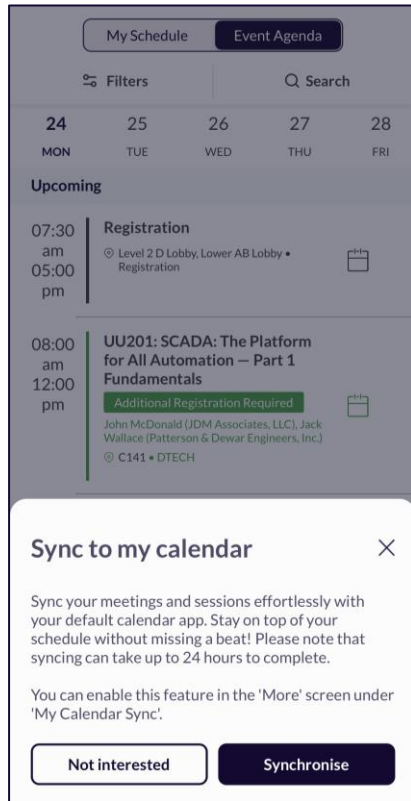 My Schedule Event Agenda
Filters Search
24 25 26 27 28
MON TUE WED THU FRI
Upcoming
07:30
am
05:00
pm
Registration
Level 2 D Lobby, Lower AB Lobby •
Registration
08:00
am
12:00
pm
UU201: SCADA: The Platform
for All Automation — Part 1
Fundamentals
Additional Registration Required
John McDonald (JDM Associates, LLC), Jack
Wallace (Patterson & Dewar Engineers, Inc.)
C141 • DTECH
Sync to my calendar
Sync your meetings and sessions effortlessly with
your default calendar app. Stay on top of your
schedule without missing a beat! Please note that
syncing can take up to 24 hours to complete.
You can enable this feature in the 'More' screen under
'My Calendar Sync'.
Not interested Synchronise